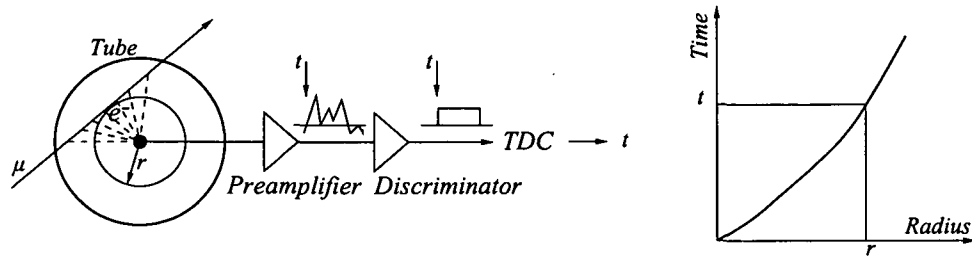 Tube
e⁻
μ
r
t
t
Preamplifier
Discriminator
TDC
t
Time
t
r
Radius